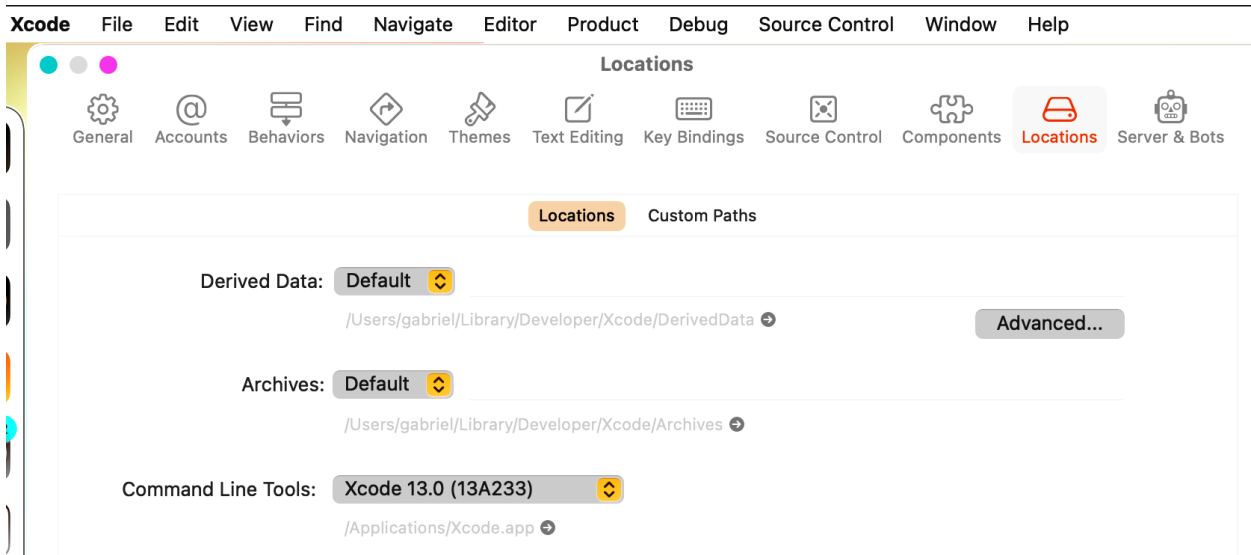 Xcode File Edit View Find Navigate Editor Product Debug Source Control Window Help
Locations
General Accounts Behaviors Navigation Themes Text Editing Key Bindings Source Control Components Locations Server & Bots
Locations Custom Paths
Derived Data: Default
/Users/gabriel/Library/Developer/Xcode/DerivedData
Advanced...
Archives: Default
/Users/gabriel/Library/Developer/Xcode/Archives
Command Line Tools: Xcode 13.0 (13A233)
/Applications/Xcode.app